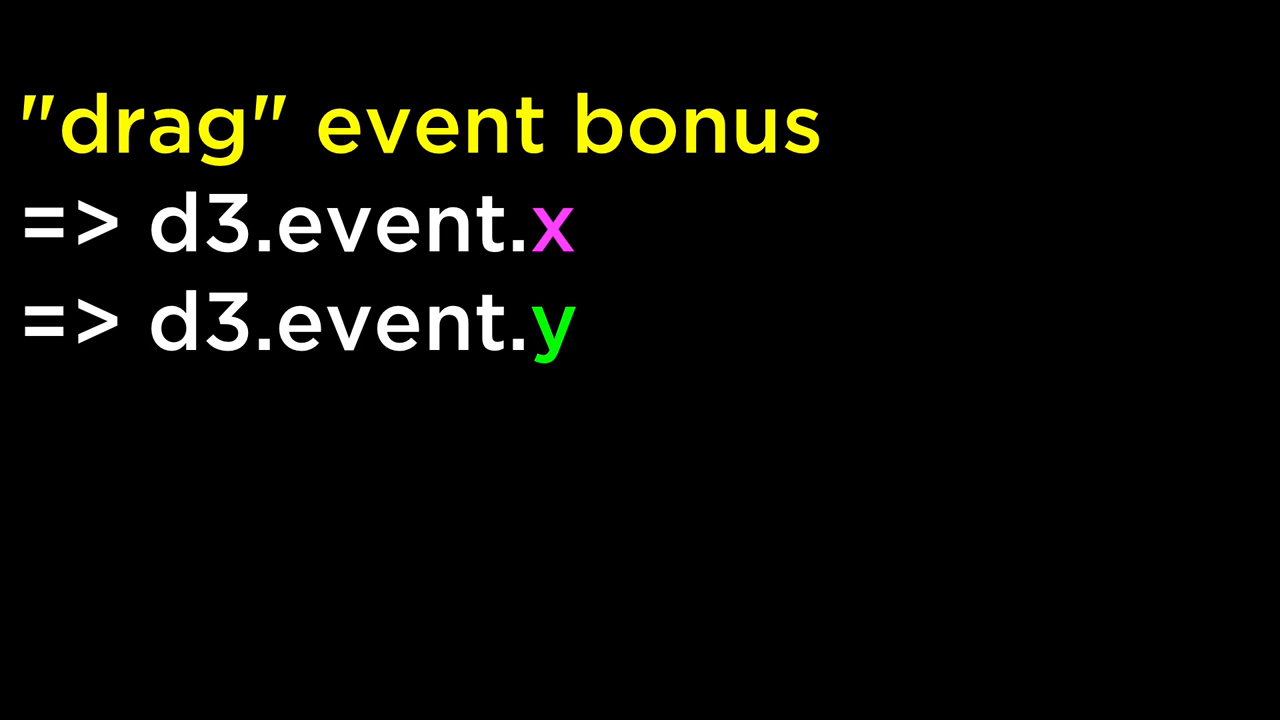 "drag" event bonus
=> d3.event.x
=> d3.event.y